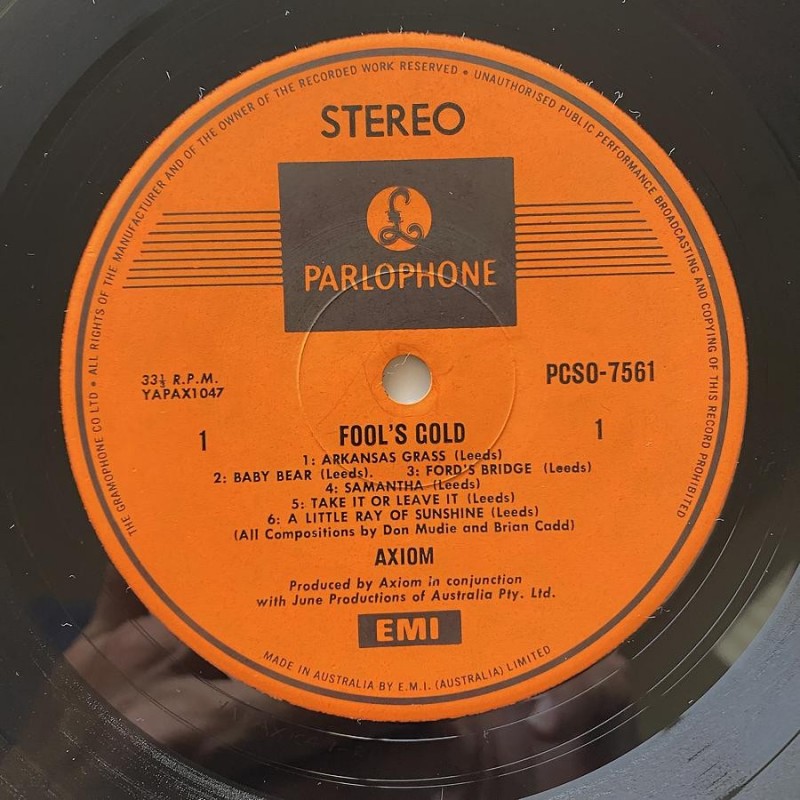 THE GRAMOPHONE CO LTD • ALL RIGHTS OF THE MANUFACTURER AND OF THE OWNER OF THE RECORDED WORK RESERVED • UNAUTHORISED PUBLIC PERFORMANCE BROADCASTING AND COPYING OF THIS RECORD PROHIBITED
STEREO
£
PARLOPHONE
33⅓ R.P.M.
YAPAX1047
PCSO-7561
1
1
FOOL'S GOLD
1: ARKANSAS GRASS (Leeds)
2: BABY BEAR (Leeds). 3: FORD'S BRIDGE (Leeds)
4: SAMANTHA (Leeds)
5: TAKE IT OR LEAVE IT (Leeds)
6: A LITTLE RAY OF SUNSHINE (Leeds)
(All Compositions by Don Mudie and Brian Cadd)
AXIOM
Produced by Axiom in conjunction
with June Productions of Australia Pty. Ltd.
EMI
MADE IN AUSTRALIA BY E.M.I. (AUSTRALIA) LIMITED